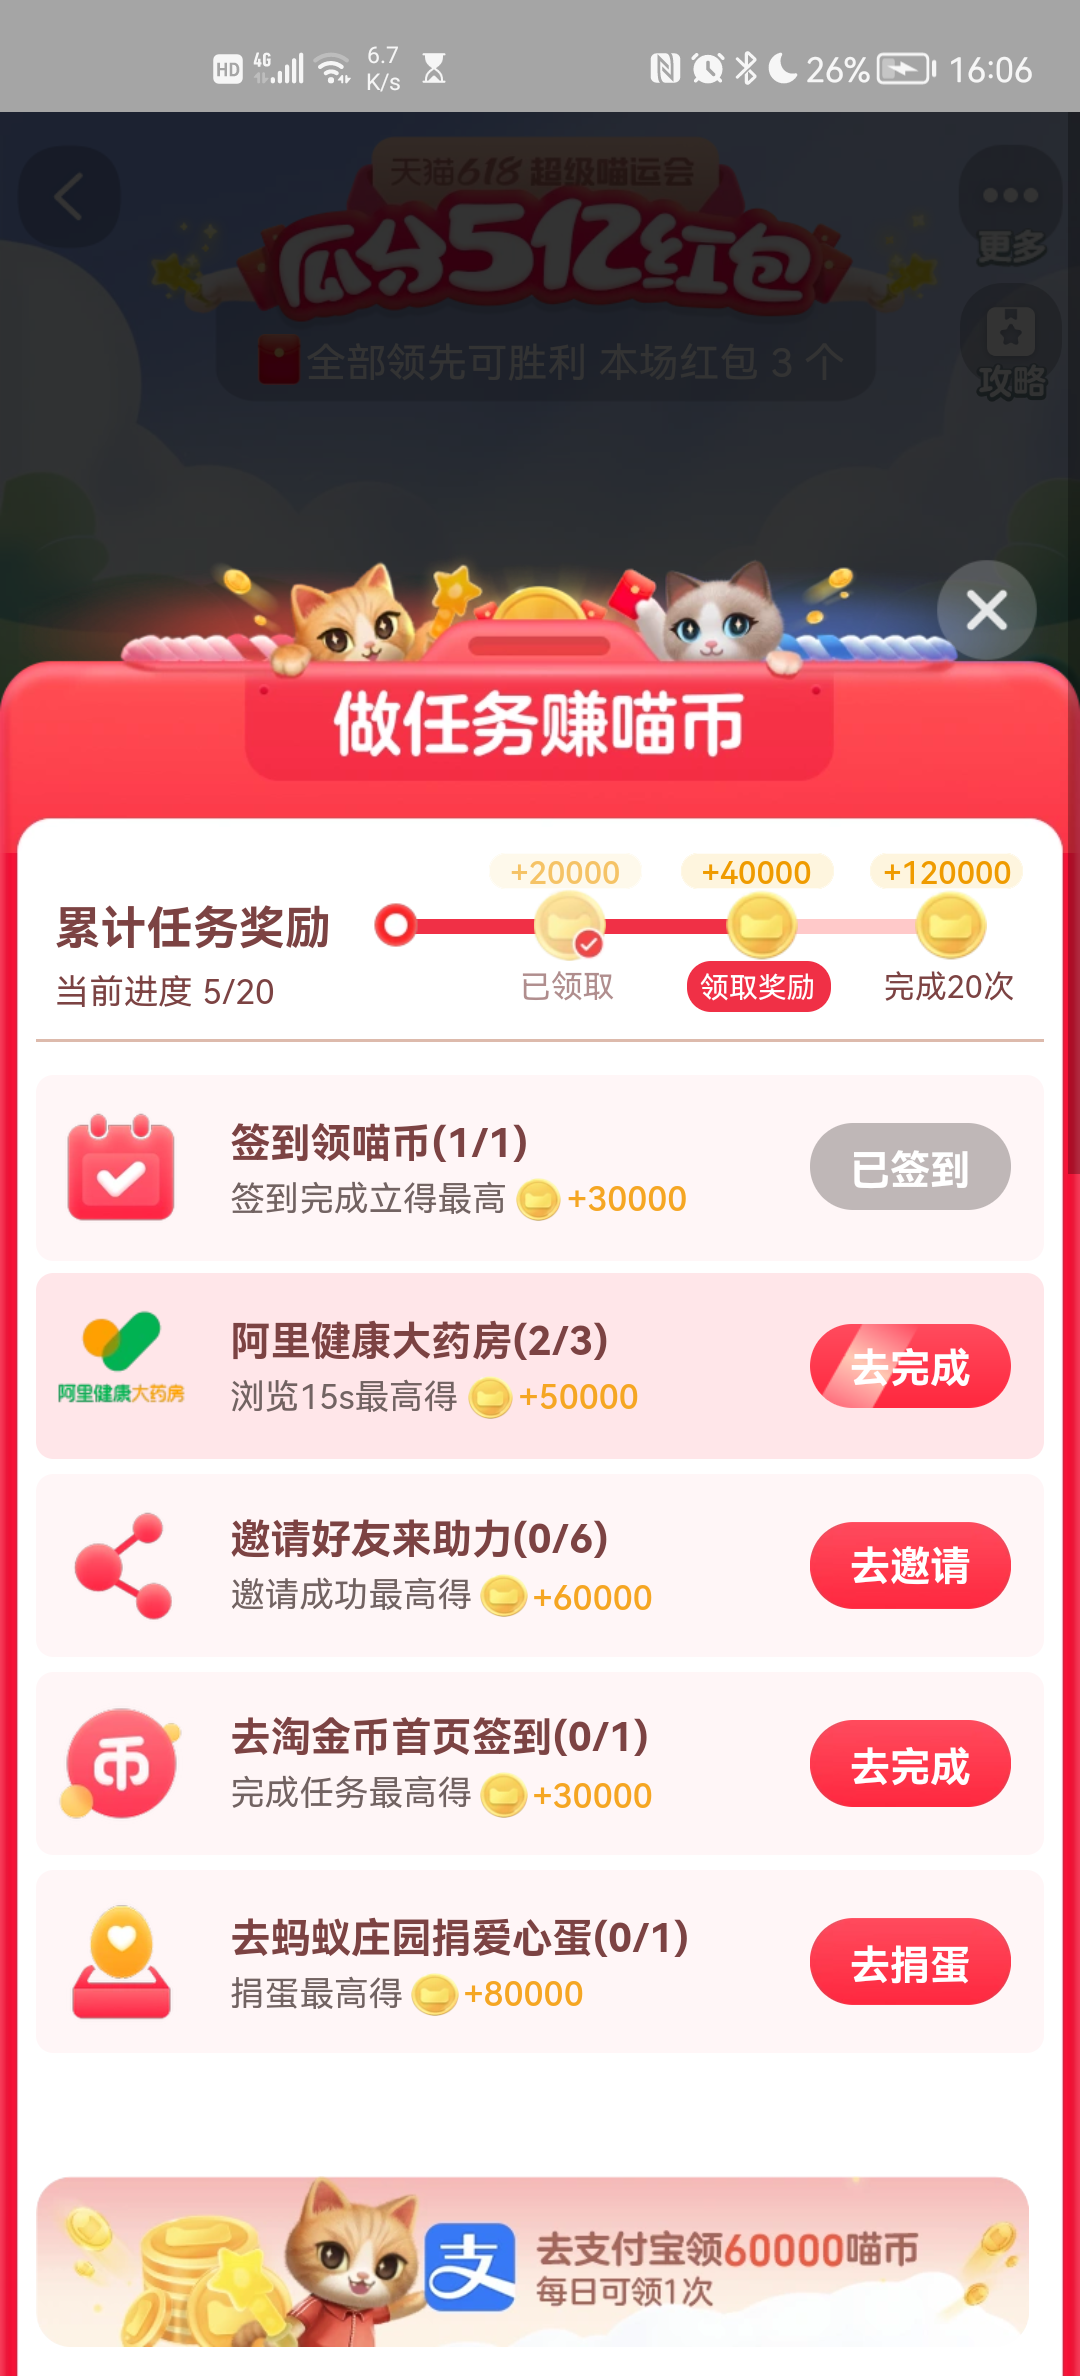 HD 4G 6.7 K/s 26% 16:06
天猫618 超级喵运会
瓜分5亿红包
更多
全部领先可胜利 本场红包 3 个
攻略
做任务赚喵币
+20000 +40000 +120000
累计任务奖励
当前进度 5/20
已领取 领取奖励 完成20次
签到领喵币(1/1)
签到完成立得最高 +30000
已签到
阿里健康大药房
阿里健康大药房(2/3)
浏览15s最高得 +50000
去完成
邀请好友来助力(0/6)
邀请成功最高得 +60000
去邀请
币
去淘金币首页签到(0/1)
完成任务最高得 +30000
去完成
去蚂蚁庄园捐爱心蛋(0/1)
捐蛋最高得 +80000
去捐蛋
支
去支付宝领60000喵币
每日可领1次